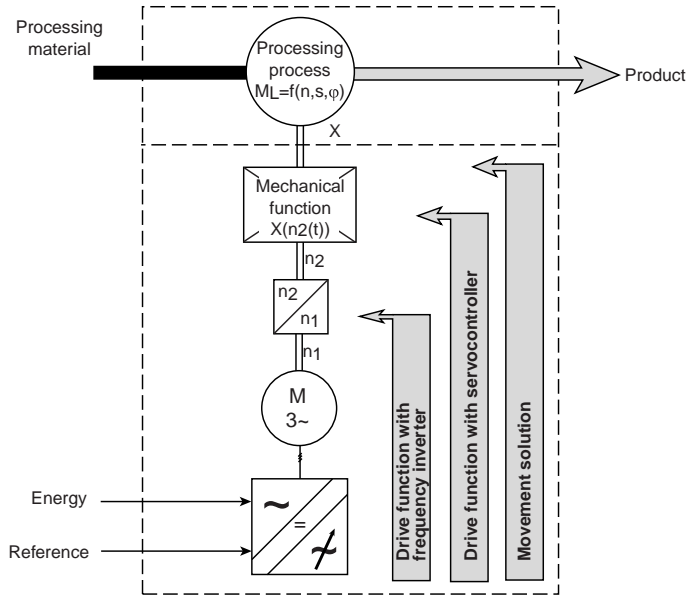 Processing
material
Processing
process
ML=f(n,s,φ)
Product
X
Mechanical
function
X(n2(t))
n2
n2
n1
n1
M
3~
Energy
Reference
~
=
~
Drive function with
frequency inverter
Drive function with servocontroller
Movement solution